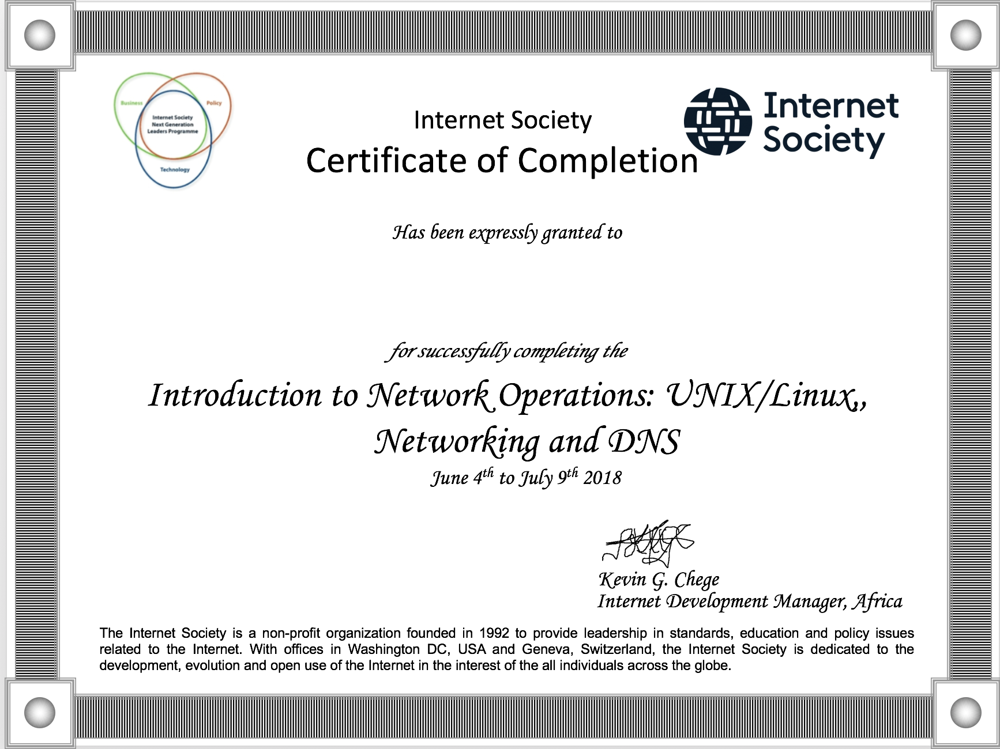 Business
Policy
Internet Society
Next Generation
Leaders Programme
Technology
Internet
Society
Internet Society
Certificate of Completion
Has been expressly granted to
for successfully completing the
Introduction to Network Operations: UNIX/Linux,,
Networking and DNS
June 4th to July 9th 2018
Kevin G. Chege
Internet Development Manager, Africa
The Internet Society is a non-profit organization founded in 1992 to provide leadership in standards, education and policy issues
related to the Internet. With offices in Washington DC, USA and Geneva, Switzerland, the Internet Society is dedicated to the
development, evolution and open use of the Internet in the interest of the all individuals across the globe.